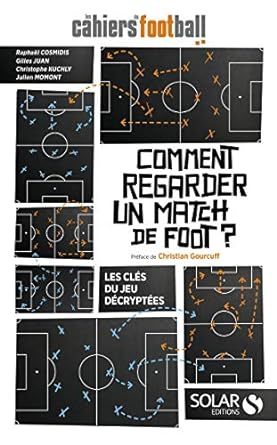 les
cahiers du football
Raphaël COSMIDIS
Gilles JUAN
Christophe KUCHLY
Julien MOMONT
COMMENT
REGARDER
UN MATCH
DE FOOT ?
Préface de Christian Gourcuff
LES CLÉS
DU JEU
DÉCRYPTÉES
SOLAR S
EDITIONS